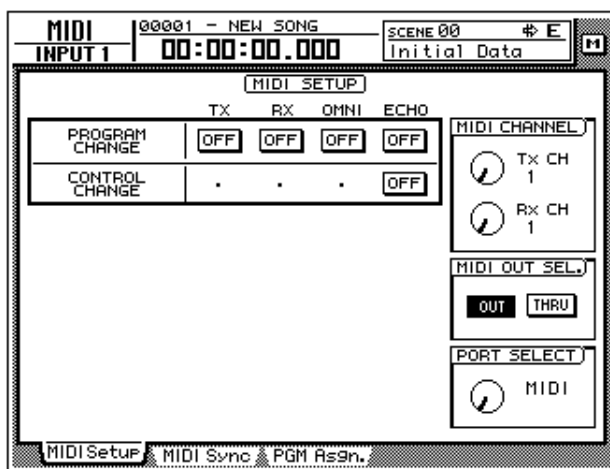 MIDI
INPUT 1
00001 - NEW SONG
00:00:00.000
SCENE 00 E
Initial Data
M
MIDI SETUP
TX RX OMNI ECHO
PROGRAM CHANGE OFF OFF OFF OFF
CONTROL CHANGE . . . OFF
MIDI CHANNEL
Tx CH
1
Rx CH
1
MIDI OUT SEL.
OUT THRU
PORT SELECT
MIDI
MIDI Setup MIDI Sync PGM Asgn.